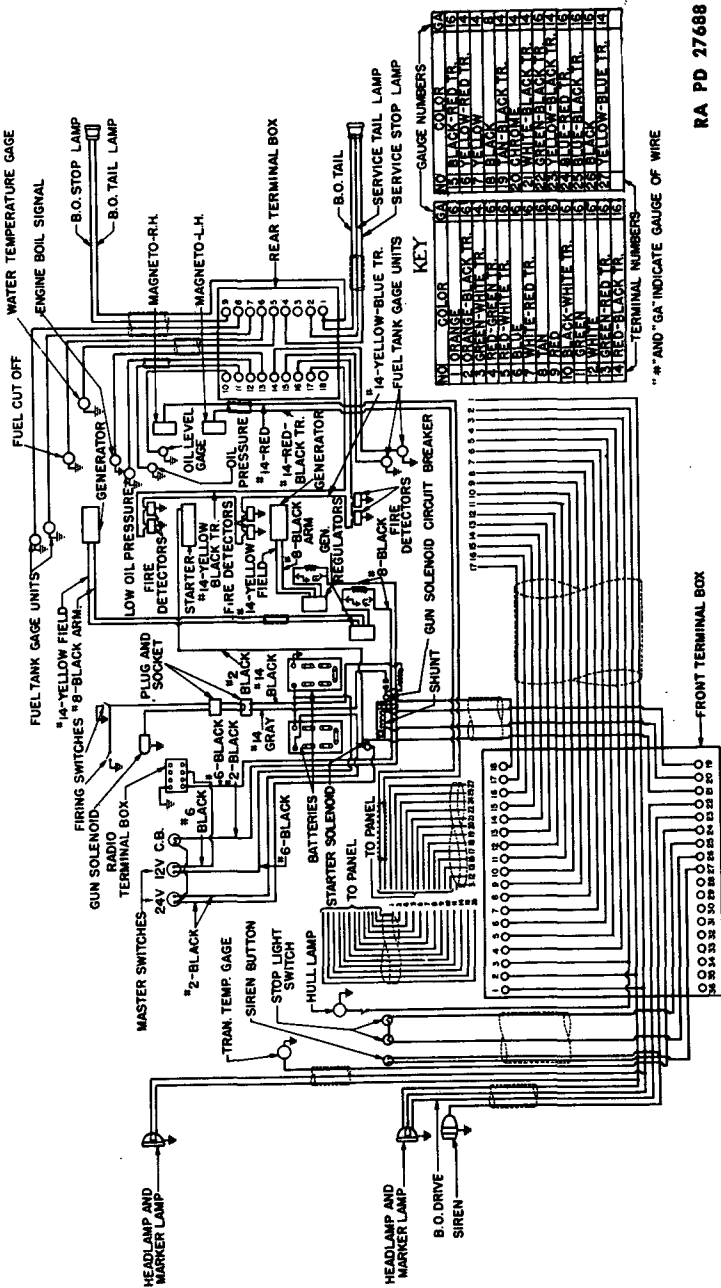 HEADLAMP AND
MARKER LAMP
HEADLAMP AND
MARKER LAMP
B.O. DRIVE
SIREN
TRAN. TEMP. GAGE
SIREN BUTTON
STOP LIGHT
SWITCH
HULL LAMP
MASTER SWITCHES
24V 12V C.B.
#2-BLACK
#6
BLACK
#6-BLACK
#2-BLACK
#6-BLACK
FIRING SWITCHES
GUN SOLENOID
RADIO
TERMINAL BOX
PLUG AND
SOCKET
#14
GRAY
#2
BLACK
#14
BLACK
BATTERIES
STARTER SOLENOID
TO PANEL
TO PANEL
SHUNT
GUN SOLENOID CIRCUIT BREAKER
FRONT TERMINAL BOX
FUEL TANK GAGE UNITS
#14-YELLOW FIELD
#8-BLACK ARM.
GENERATOR
LOW OIL PRESSURE
FIRE
DETECTORS
STARTER
#14-YELLOW
BLACK TR.
FIRE DETECTORS
#14-YELLOW
FIELD
#8-BLACK
ARM
GEN.
REGULATORS
#8-BLACK
FIRE
DETECTORS
GENERATOR
FUEL CUT OFF
WATER TEMPERATURE GAGE
ENGINE BOIL SIGNAL
MAGNETO-R.H.
MAGNETO-L.H.
OIL LEVEL
GAGE
OIL
PRESSURE
#14-RED
#14-RED-
BLACK TR.
REAR TERMINAL BOX
B.O. STOP LAMP
B.O. TAIL LAMP
B.O. TAIL
SERVICE TAIL LAMP
SERVICE STOP LAMP
#14-YELLOW-BLUE TR.
FUEL TANK GAGE UNITS
KEY
GAUGE NUMBERS
NO COLOR GA
1 ORANGE 16
2 ORANGE-BLACK TR. 16
3 GREEN-WHITE TR. 14
4 RED-GREEN TR. 16
5 RED-WHITE TR. 16
6 BLUE 16
7 WHITE-RED TR. 16
8 TAN 16
9 RED
10 BLACK-WHITE TR. 16
11 GREEN 16
12 WHITE 16
13 GREEN-RED TR. 16
14 RED-BLACK TR. 16
NO COLOR GA
15 BLACK-RED TR. 16
16 YELLOW-RED TR. 14
17 YELLOW 14
18 BLACK 8
19 TAN-BLACK TR. 14
20 CHROME 14
21 WHITE-BLACK TR. 14
22 GREEN-BLACK TR. 16
23 YELLOW-BLACK TR. 14
24 BLUE-RED TR. 16
25 BLUE-BLACK TR. 16
26 BLACK 16
27 YELLOW-BLUE TR. 14
TERMINAL NUMBERS
"#"AND"GA"INDICATE GAUGE OF WIRE
RA PD 27688